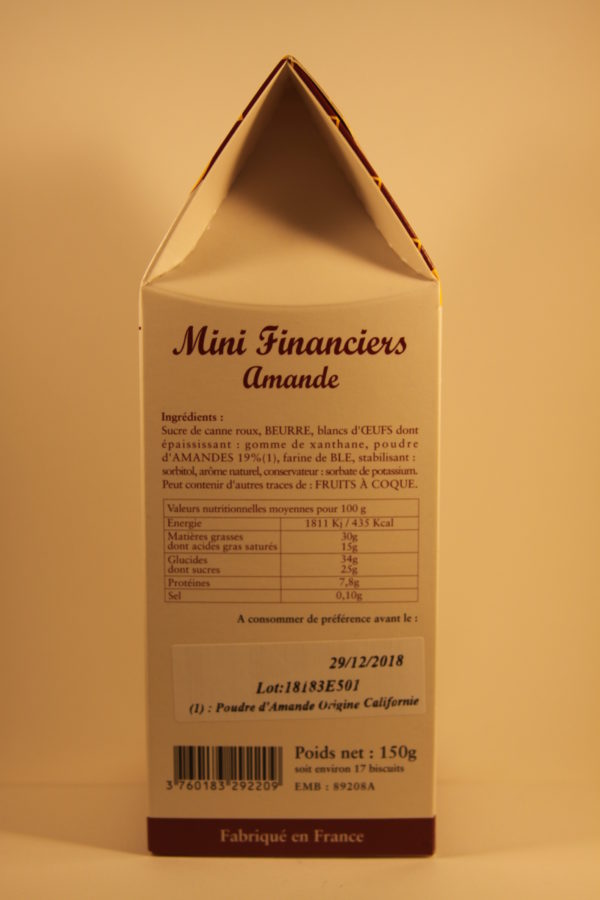 Mini Financiers
Amande
Ingrédients :
Sucre de canne roux, BEURRE, blancs d'ŒUFS dont
épaississant : gomme de xanthane, poudre
d'AMANDES 19%(1), farine de BLE, stabilisant :
sorbitol, arôme naturel, conservateur : sorbate de potassium.
Peut contenir d'autres traces de : FRUITS À COQUE.
Valeurs nutritionnelles moyennes pour 100 g
Energie 1811 Kj / 435 Kcal
Matières grasses 30g
dont acides gras saturés 15g
Glucides 34g
dont sucres 25g
Protéines 7,8g
Sel 0,10g
A consommer de préférence avant le :
29/12/2018
Lot:18183E501
(1) : Poudre d'Amande Origine Californie
Poids net : 150g
soit environ 17 biscuits
3 760183 292209
EMB : 89208A
Fabriqué en France